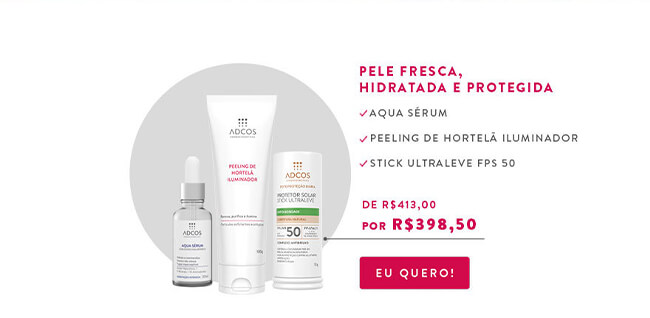 PELE FRESCA,
HIDRATADA E PROTEGIDA
AQUA SÉRUM
PEELING DE HORTELÃ ILUMINADOR
STICK ULTRALEVE FPS 50
DE R$413,00
POR R$398,50
EU QUERO!
ADCOS
PEELING DE
HORTELÃ
ILUMINADOR
ADCOS
AQUA SÉRUM
ADCOS
PROTETOR SOLAR
STICK ULTRALEVE
50